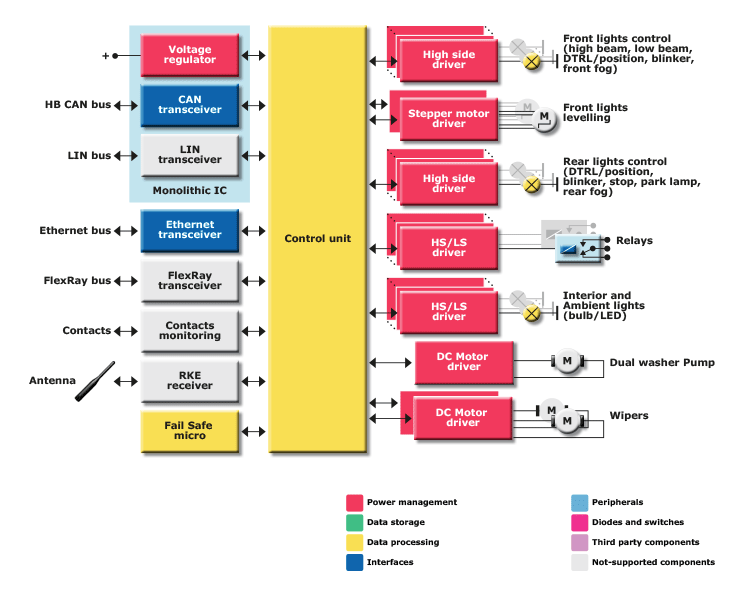 +
Voltage
regulator
HB CAN bus
CAN
transceiver
LIN bus
LIN
transceiver
Monolithic IC
Ethernet bus
Ethernet
transceiver
FlexRay bus
FlexRay
transceiver
Contacts
Contacts
monitoring
Antenna
RKE
receiver
Fail Safe
micro
Control unit
High side
driver
Front lights control
(high beam, low beam,
DTRL/position, blinker,
front fog)
Stepper motor
driver
M
M
Front lights
levelling
High side
driver
Rear lights control
(DTRL/position,
blinker, stop, park lamp,
rear fog)
HS/LS
driver
Relays
HS/LS
driver
Interior and
Ambient lights
(bulb/LED)
DC Motor
driver
M
Dual washer Pump
DC Motor
driver
M
M
Wipers
Power management
Data storage
Data processing
Interfaces
Peripherals
Diodes and switches
Third party components
Not-supported components